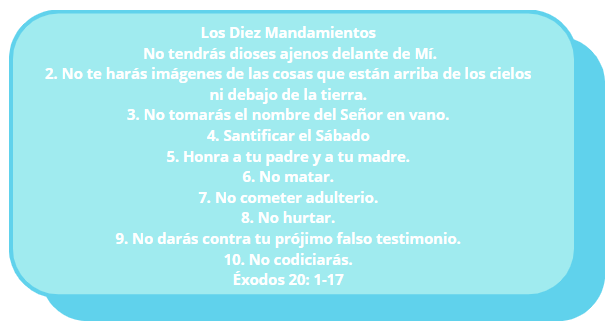 Los Diez Mandamientos
No tendrás dioses ajenos delante de Mí.
2. No te harás imágenes de las cosas que están arriba de los cielos
ni debajo de la tierra.
3. No tomarás el nombre del Señor en vano.
4. Santificar el Sábado
5. Honra a tu padre y a tu madre.
6. No matar.
7. No cometer adulterio.
8. No hurtar.
9. No darás contra tu prójimo falso testimonio.
10. No codiciarás.
Éxodos 20: 1-17